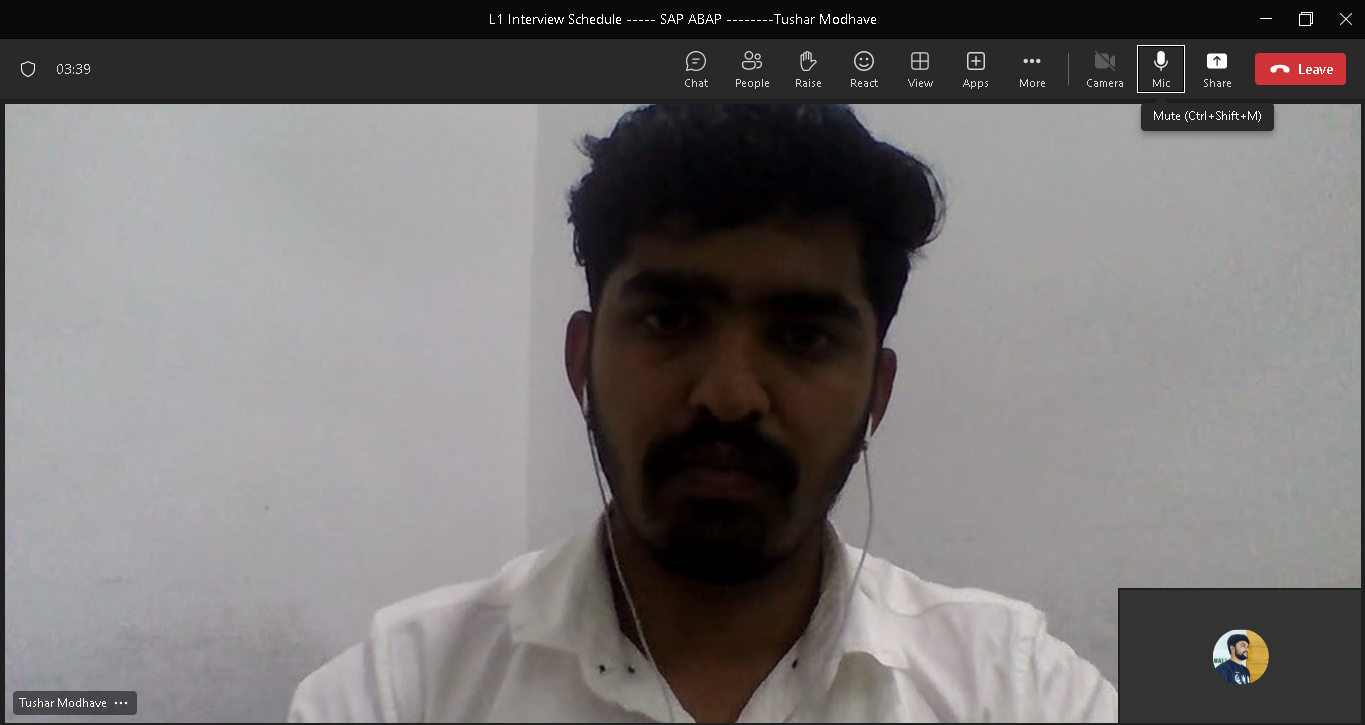 L1 Interview Schedule ----- SAP ABAP --------Tushar Modhave
03:39
Chat People Raise React View Apps More Camera Mic Share Leave
Mute (Ctrl+Shift+M)
Tushar Modhave